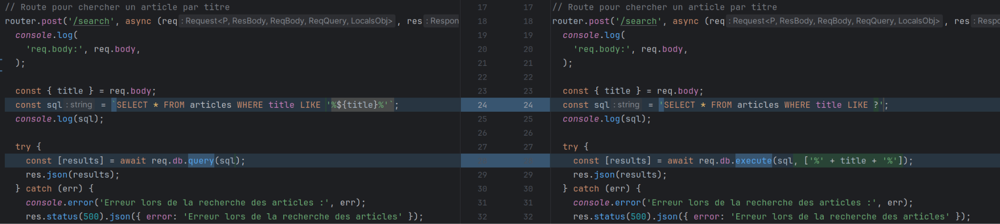 // Route pour chercher un article par titre
router.post('/search', async (req : Request<P, ResBody, ReqBody, ReqQuery, LocalsObj> , res : Respon
console.log(
'req.body:', req.body,
);
const { title } = req.body;
const sql : string = `SELECT * FROM articles WHERE title LIKE '%${title}%'`;
console.log(sql);
try {
const [results] = await req.db.query(sql);
res.json(results);
} catch (err) {
console.error('Erreur lors de la recherche des articles :', err);
res.status(500).json({ error: 'Erreur lors de la recherche des articles' });
17 17
18 18
19 19
20 20
21 21
22 22
23 23
24 24
25 25
26 26
27 27
29 29
30 30
31 31
32 32
// Route pour chercher un article par titre
router.post('/search', async (req : Request<P, ResBody, ReqBody, ReqQuery, LocalsObj> , res : Respo
console.log(
'req.body:', req.body,
);
const { title } = req.body;
const sql : string = 'SELECT * FROM articles WHERE title LIKE ?';
console.log(sql);
try {
const [results] = await req.db.execute(sql, ['%' + title + '%']);
res.json(results);
} catch (err) {
console.error('Erreur lors de la recherche des articles :', err);
res.status(500).json({ error: 'Erreur lors de la recherche des articles' });